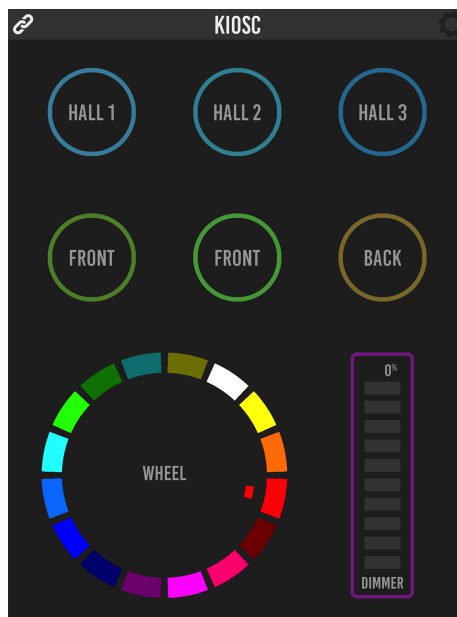 KIOSC
HALL 1
HALL 2
HALL 3
FRONT
FRONT
BACK
0%
WHEEL
DIMMER